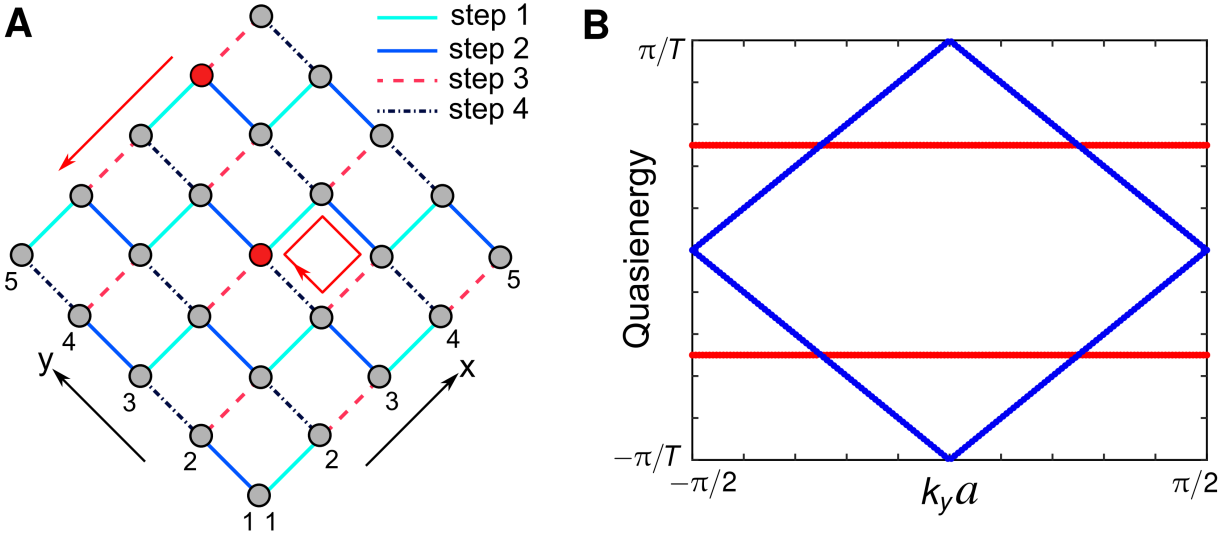 A
step 1
step 2
step 3
step 4
5
5
4
4
y
x
3
3
2
2
1 1
B
π/T
Quasienergy
−π/T
−π/2
kya
π/2